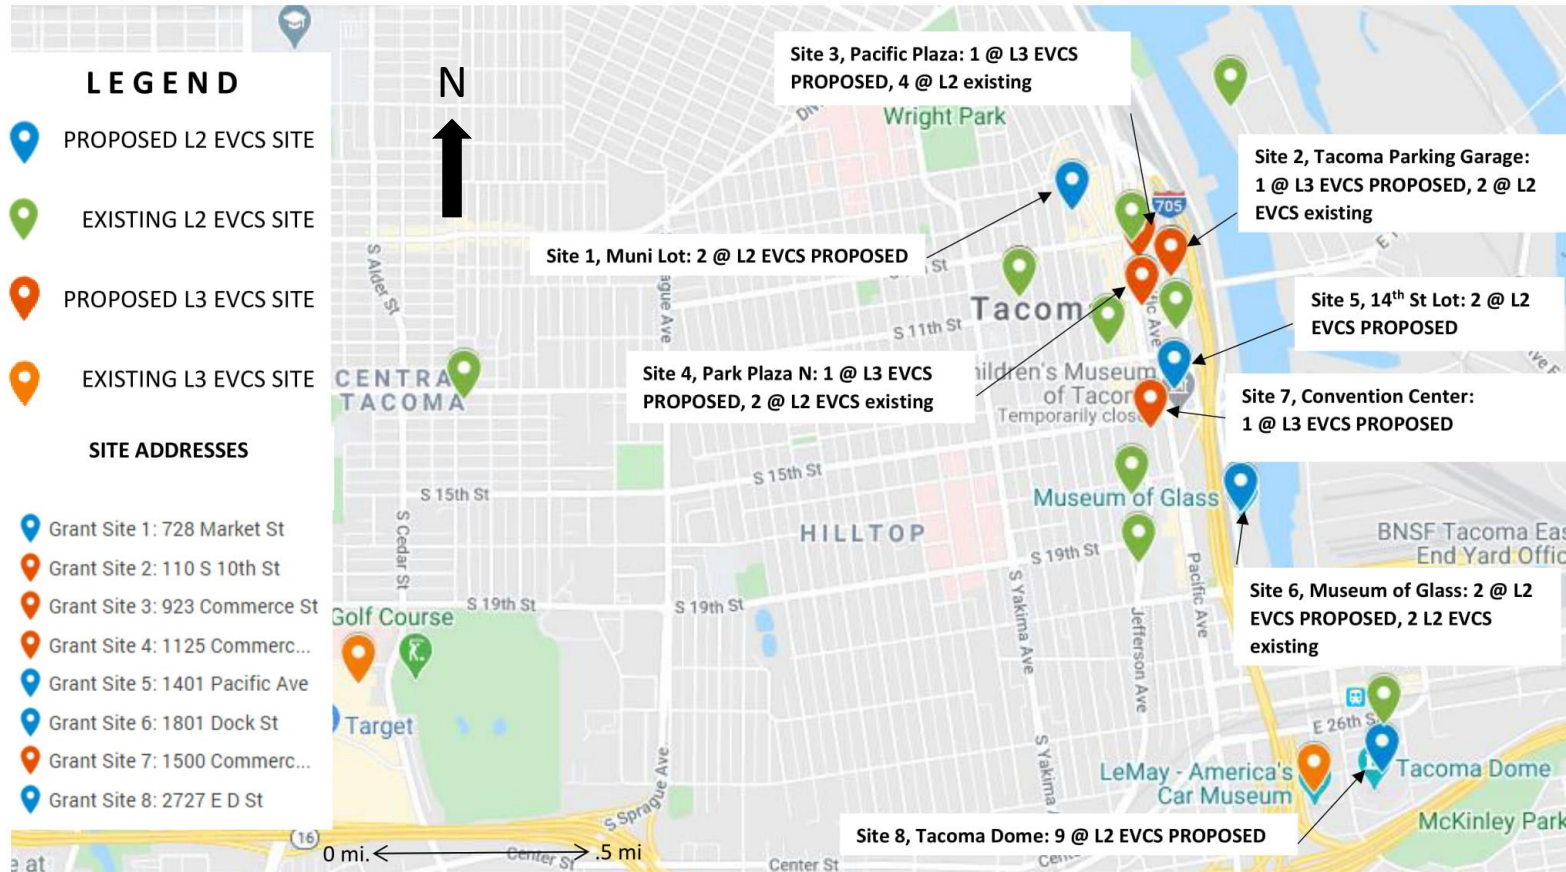 LEGEND
PROPOSED L2 EVCS SITE
EXISTING L2 EVCS SITE
PROPOSED L3 EVCS SITE
EXISTING L3 EVCS SITE
SITE ADDRESSES
Grant Site 1: 728 Market St
Grant Site 2: 110 S 10th St
Grant Site 3: 923 Commerce St
Grant Site 4: 1125 Commerc...
Grant Site 5: 1401 Pacific Ave
Grant Site 6: 1801 Dock St
Grant Site 7: 1500 Commerc...
Grant Site 8: 2727 E D St
N
Site 3, Pacific Plaza: 1 @ L3 EVCS
PROPOSED, 4 @ L2 existing
Wright Park
Site 2, Tacoma Parking Garage:
1 @ L3 EVCS PROPOSED, 2 @ L2
EVCS existing
705
Site 1, Muni Lot: 2 @ L2 EVCS PROPOSED
S Alder St
Tacom
S 11th St
Site 5, 14th St Lot: 2 @ L2
EVCS PROPOSED
Site 4, Park Plaza N: 1 @ L3 EVCS
PROPOSED, 2 @ L2 EVCS existing
CENTRA
TACOMA
ildren's Museum
of Tacor
Temporarily clos
Site 7, Convention Center:
1 @ L3 EVCS PROPOSED
S 15th St
S 15th St
Museum of Glass
HILLTOP
BNSF Tacoma Eas
End Yard Offic
S Cedar St
S 19th St
S 19th St
S 19th St
S Yakima Ave
Jefferson Ave
Pacific Ave
Site 6, Museum of Glass: 2 @ L2
EVCS PROPOSED, 2 L2 EVCS
existing
Golf Course
Target
E 26th S
S Yakima A
S Sprague Ave
LeMay - America's
Car Museum
Tacoma Dome
McKinley Park
Site 8, Tacoma Dome: 9 @ L2 EVCS PROPOSED
16
0 mi.
.5 mi
Center St
Center St
e at